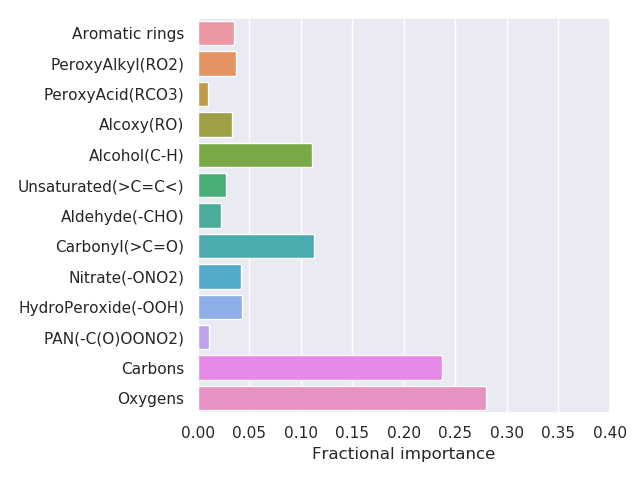 Aromatic rings
PeroxyAlkyl(RO2)
PeroxyAcid(RCO3)
Alcoxy(RO)
Alcohol(C-H)
Unsaturated(>C=C<)
Aldehyde(-CHO)
Carbonyl(>C=O)
Nitrate(-ONO2)
HydroPeroxide(-OOH)
PAN(-C(O)OONO2)
Carbons
Oxygens
0.00 0.05 0.10 0.15 0.20 0.25 0.30 0.35 0.40
Fractional importance